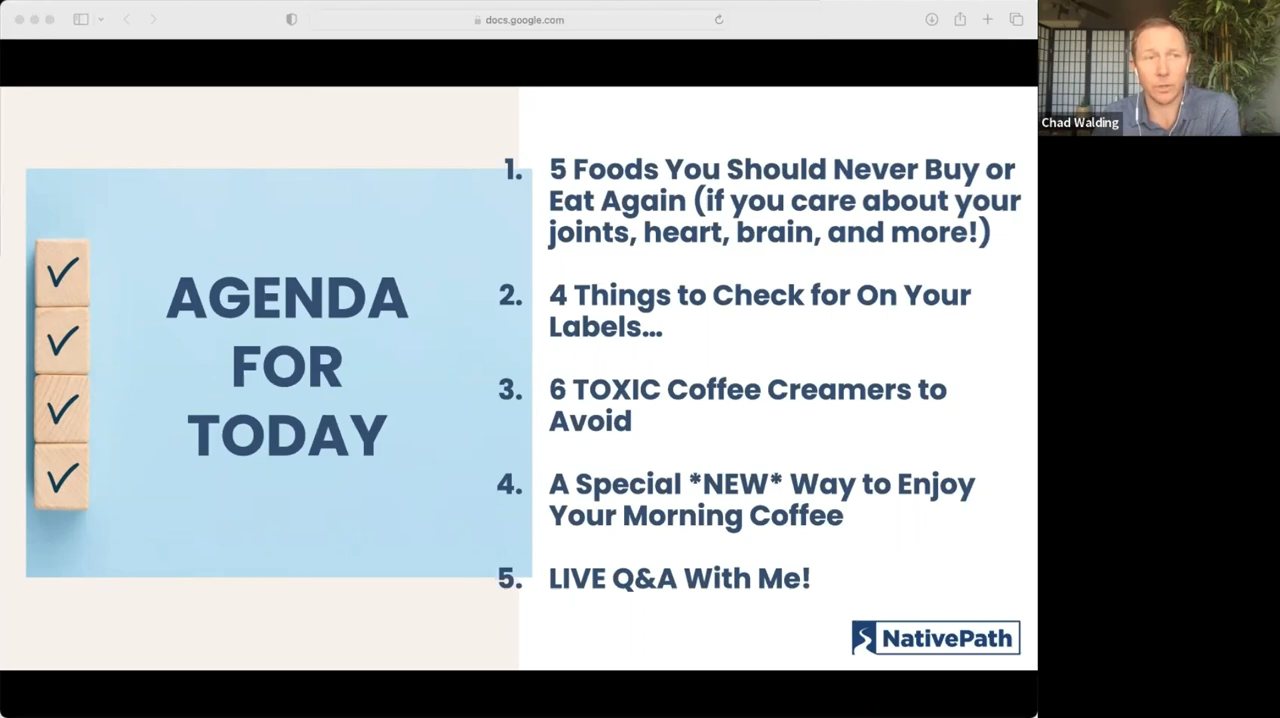 docs.google.com
Chad Walding
AGENDA
FOR
TODAY
1. 5 Foods You Should Never Buy or
Eat Again (if you care about your
joints, heart, brain, and more!)
2. 4 Things to Check for On Your
Labels...
3. 6 TOXIC Coffee Creamers to
Avoid
4. A Special *NEW* Way to Enjoy
Your Morning Coffee
5. LIVE Q&A With Me!
NativePath